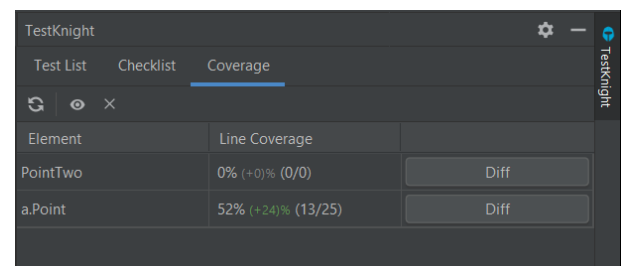 TestKnight
Test List Checklist Coverage
Element Line Coverage
PointTwo 0% (+0)% (0/0) Diff
a.Point 52% (+24)% (13/25) Diff
TestKnight